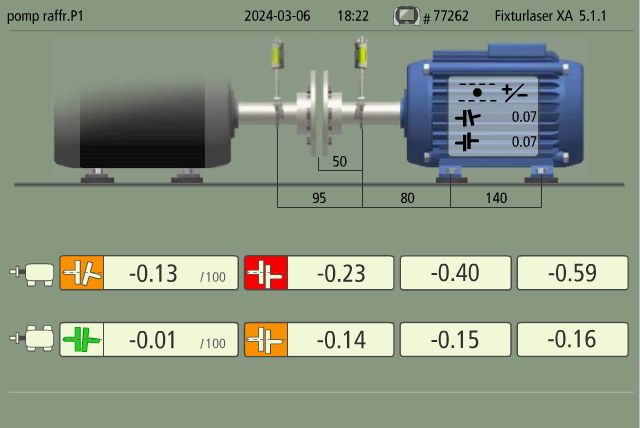 pomp raffr.P1 2024-03-06 18:22 # 77262 Fixturlaser XA 5.1.1
+/-
0.07
0.07
50
95 80 140
-0.13 /100 -0.23 -0.40 -0.59
-0.01 /100 -0.14 -0.15 -0.16